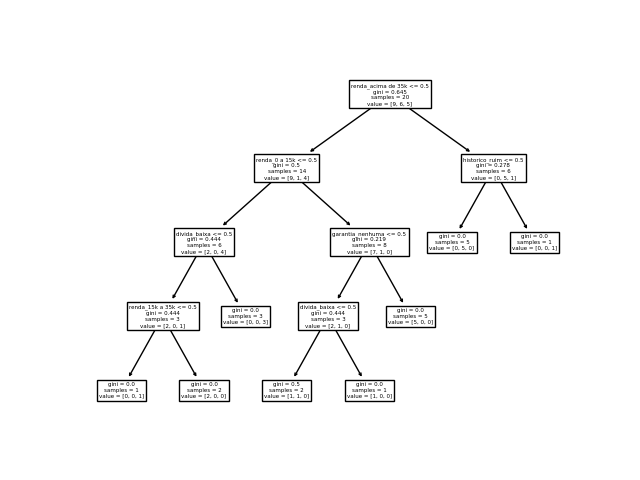 renda_acima de 35k <= 0.5
gini = 0.645
samples = 20
value = [9, 6, 5]
renda_0 a 15k <= 0.5
gini = 0.5
samples = 14
value = [9, 1, 4]
historico_ruim <= 0.5
gini = 0.278
samples = 6
value = [0, 5, 1]
divida_baixa <= 0.5
gini = 0.444
samples = 6
value = [2, 0, 4]
garantia_nenhuma <= 0.5
gini = 0.219
samples = 8
value = [7, 1, 0]
gini = 0.0
samples = 5
value = [0, 5, 0]
gini = 0.0
samples = 1
value = [0, 0, 1]
renda_15k a 35k <= 0.5
gini = 0.444
samples = 3
value = [2, 0, 1]
gini = 0.0
samples = 3
value = [0, 0, 3]
divida_baixa <= 0.5
gini = 0.444
samples = 3
value = [2, 1, 0]
gini = 0.0
samples = 5
value = [5, 0, 0]
gini = 0.0
samples = 1
value = [0, 0, 1]
gini = 0.0
samples = 2
value = [2, 0, 0]
gini = 0.5
samples = 2
value = [1, 1, 0]
gini = 0.0
samples = 1
value = [1, 0, 0]